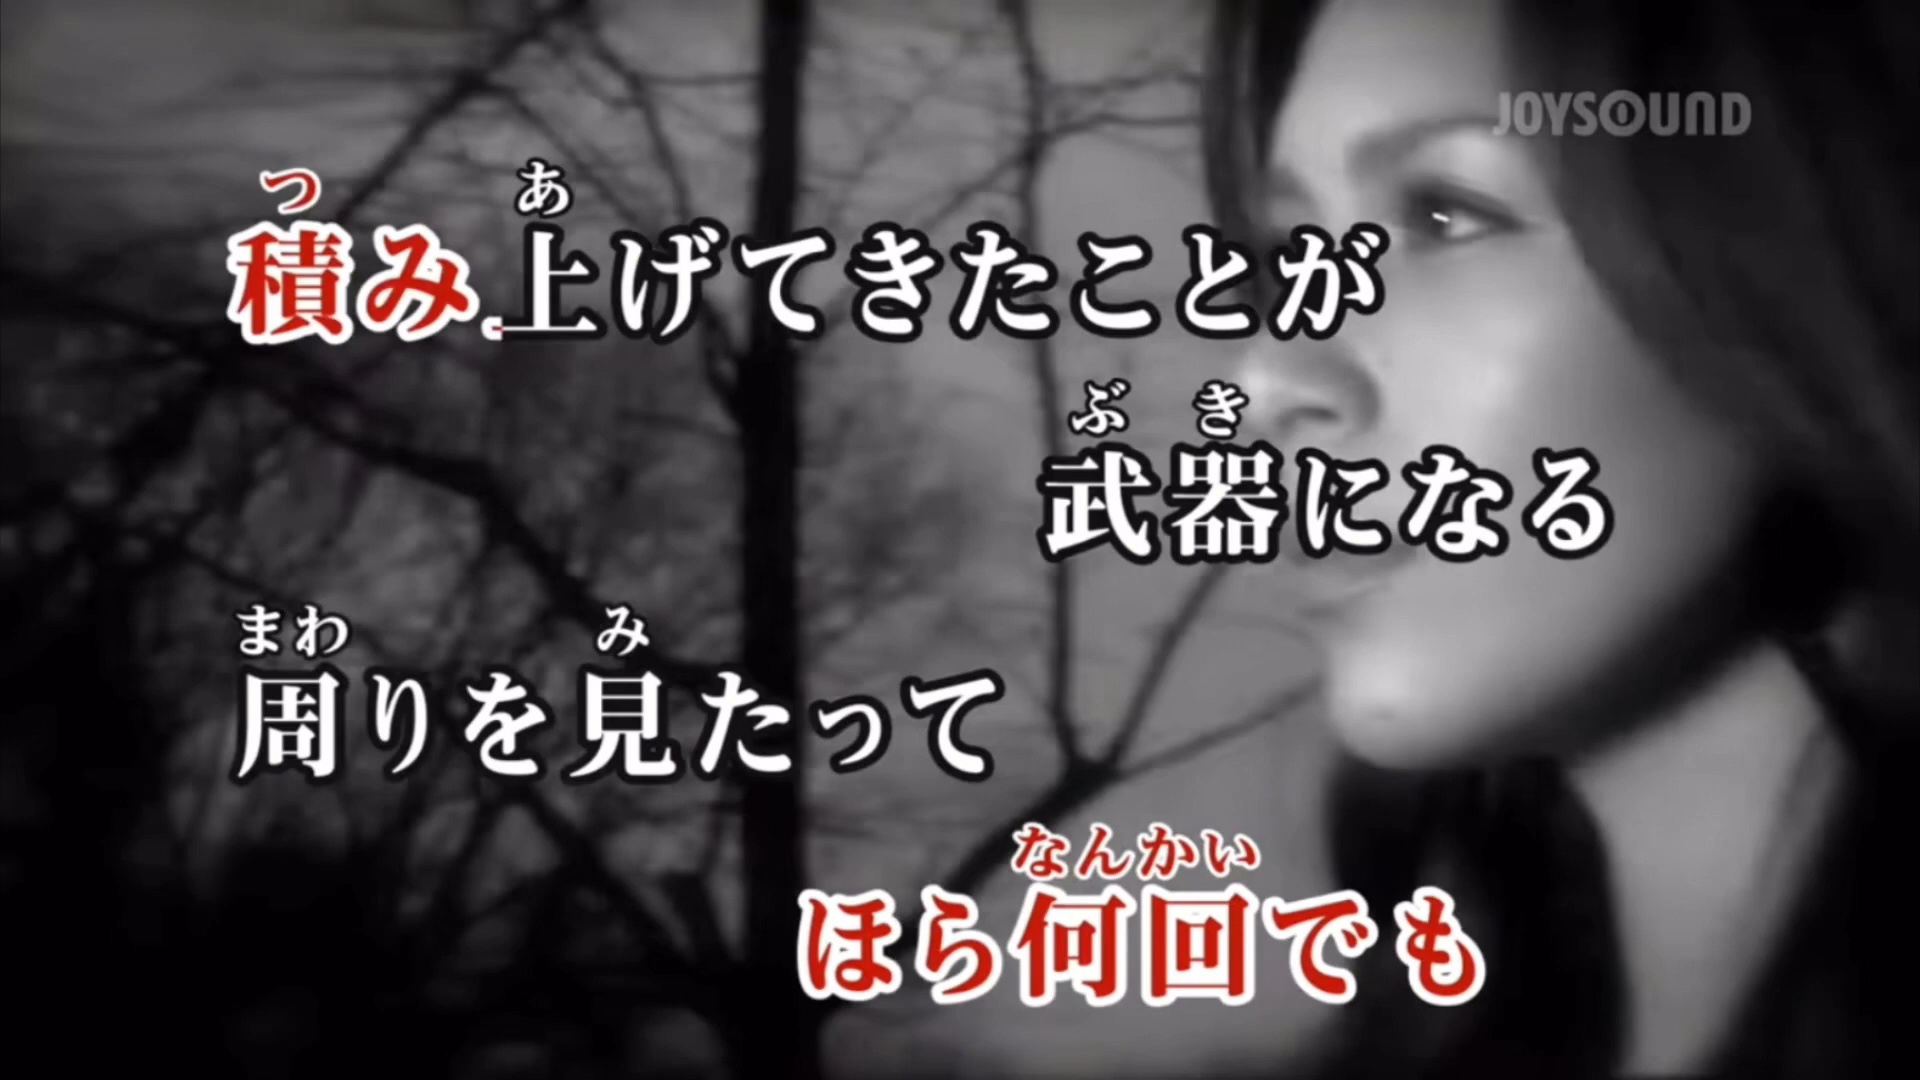 JOYSOUND
つ あ
積み上げてきたことが
ぶ き
武器になる
まわ み
周りを見たって
なんかい
ほら何回でも